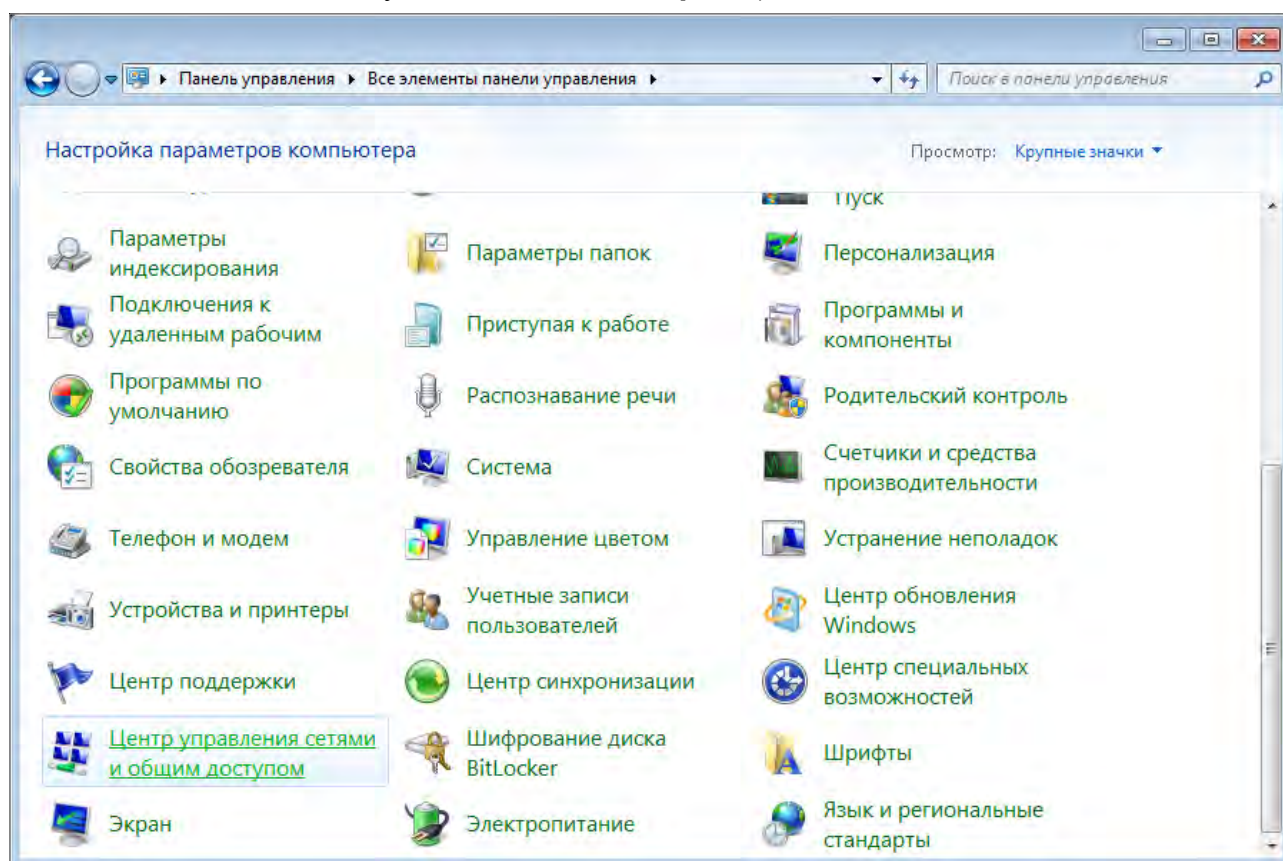 Панель управления ▸ Все элементы панели управления ▸
Поиск в панели управления
Настройка параметров компьютера
Просмотр: Крупные значки
Пуск
Параметры
индексирования
Параметры папок
Персонализация
Подключения к
удаленным рабочим
Приступая к работе
Программы и
компоненты
Программы по
умолчанию
Распознавание речи
Родительский контроль
Свойства обозревателя
Система
Счетчики и средства
производительности
Телефон и модем
Управление цветом
Устранение неполадок
Устройства и принтеры
Учетные записи
пользователей
Центр обновления
Windows
Центр поддержки
Центр синхронизации
Центр специальных
возможностей
Центр управления сетями
и общим доступом
Шифрование диска
BitLocker
Шрифты
Экран
Электропитание
Язык и региональные
стандарты